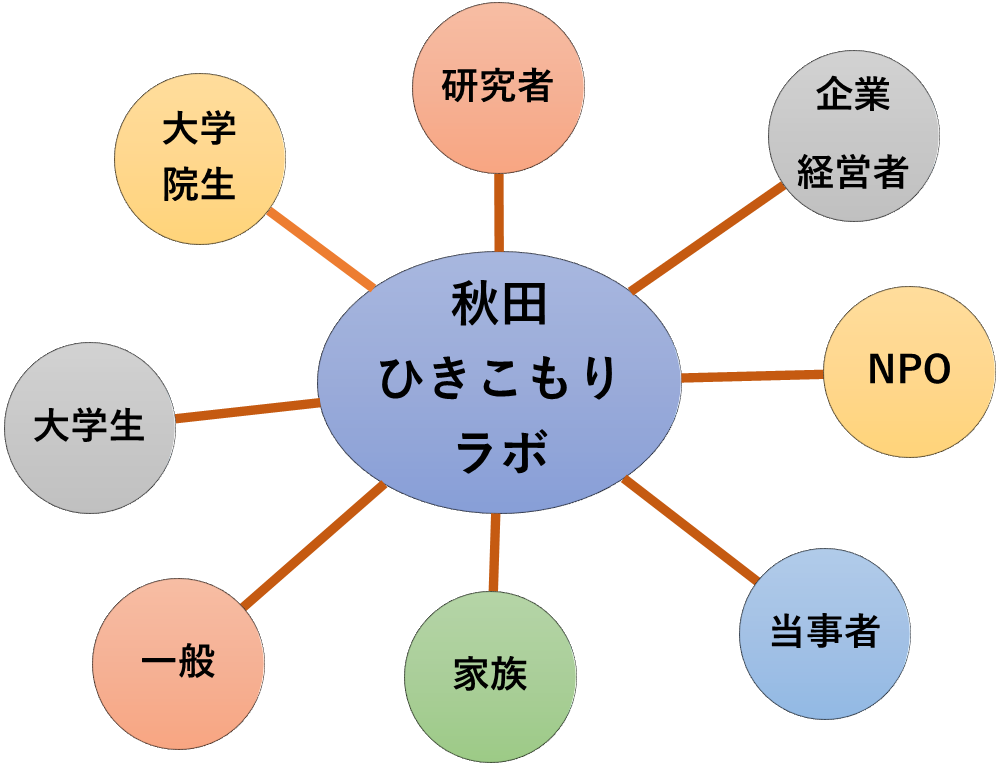 研究者
企業
経営者
大学
院生
秋田
ひきこもり
ラボ
NPO
大学生
当事者
一般
家族